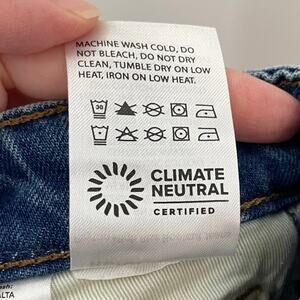 MACHINE WASH COLD, DO
NOT BLEACH, DO NOT DRY
CLEAN, TUMBLE DRY ON LOW
HEAT, IRON ON LOW HEAT.
30
CLIMATE
NEUTRAL
CERTIFIED